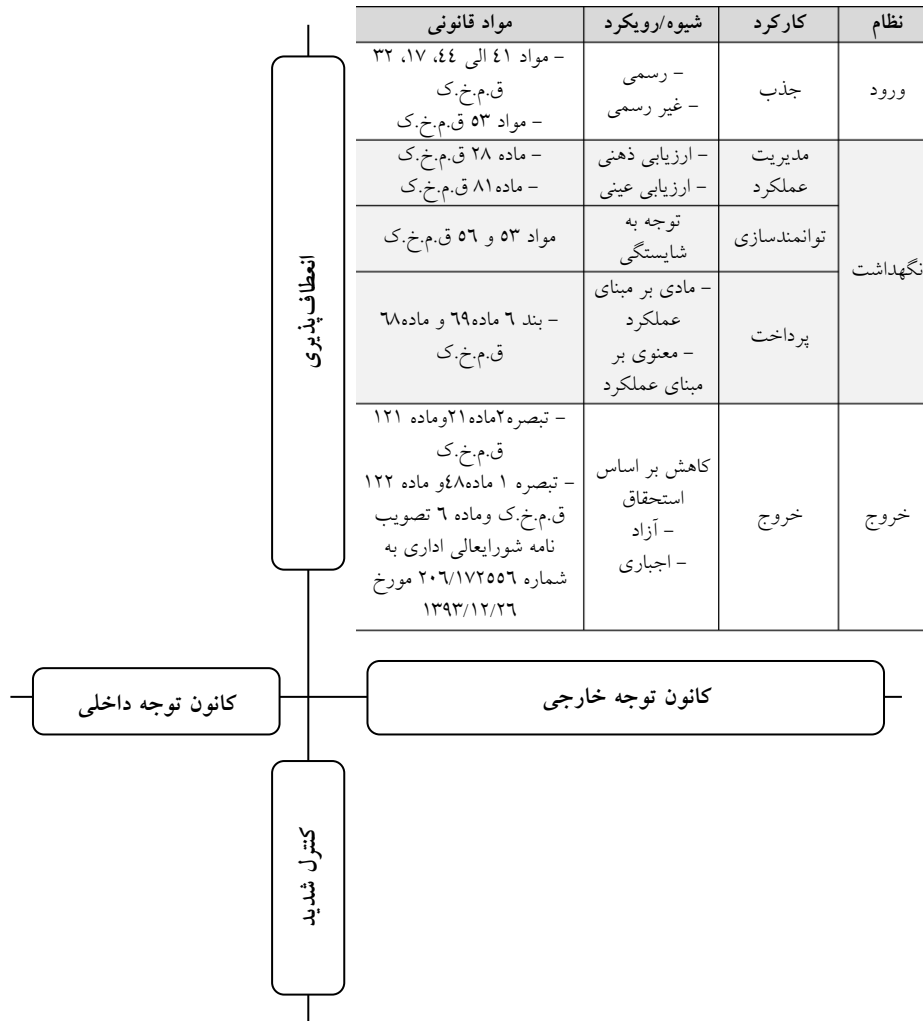 نظام کارکرد شیوه/رویکرد مواد قانونی
ورود
جذب
- رسمی
- غیر رسمی
- مواد ٤١ الی ٤٤، ١٧، ٣٢
ق.م.خ.ک
- مواد ٥٣ ق.م.خ.ک
نگهداشت
مدیریت
عملکرد
- ارزیابی ذهنی
- ارزیابی عینی
- ماده ٢٨ ق.م.خ.ک
- ماده٨١ ق.م.خ.ک
توانمندسازی
توجه به
شایستگی
مواد ٥٣ و ٥٦ ق.م.خ.ک
پرداخت
- مادی بر مبنای
عملکرد
- معنوی بر
مبنای عملکرد
- بند ٦ ماده٦٩ و ماده٦٨
ق.م.خ.ک
خروج
خروج
کاهش بر اساس
استحقاق
- آزاد
- اجباری
- تبصره٢ماده٢١وماده ١٢١
ق.م.خ.ک
- تبصره ١ ماده٤٨و ماده ١٢٢
ق.م.خ.ک وماده ٦ تصویب
نامه شورایعالی اداری به
شماره ٢٠٦/١٧٢٥٥٦ مورخ
١٣٩٣/١٢/٢٦
انعطاف‌پذیری
کانون توجه خارجی
کانون توجه داخلی
کنترل شدید